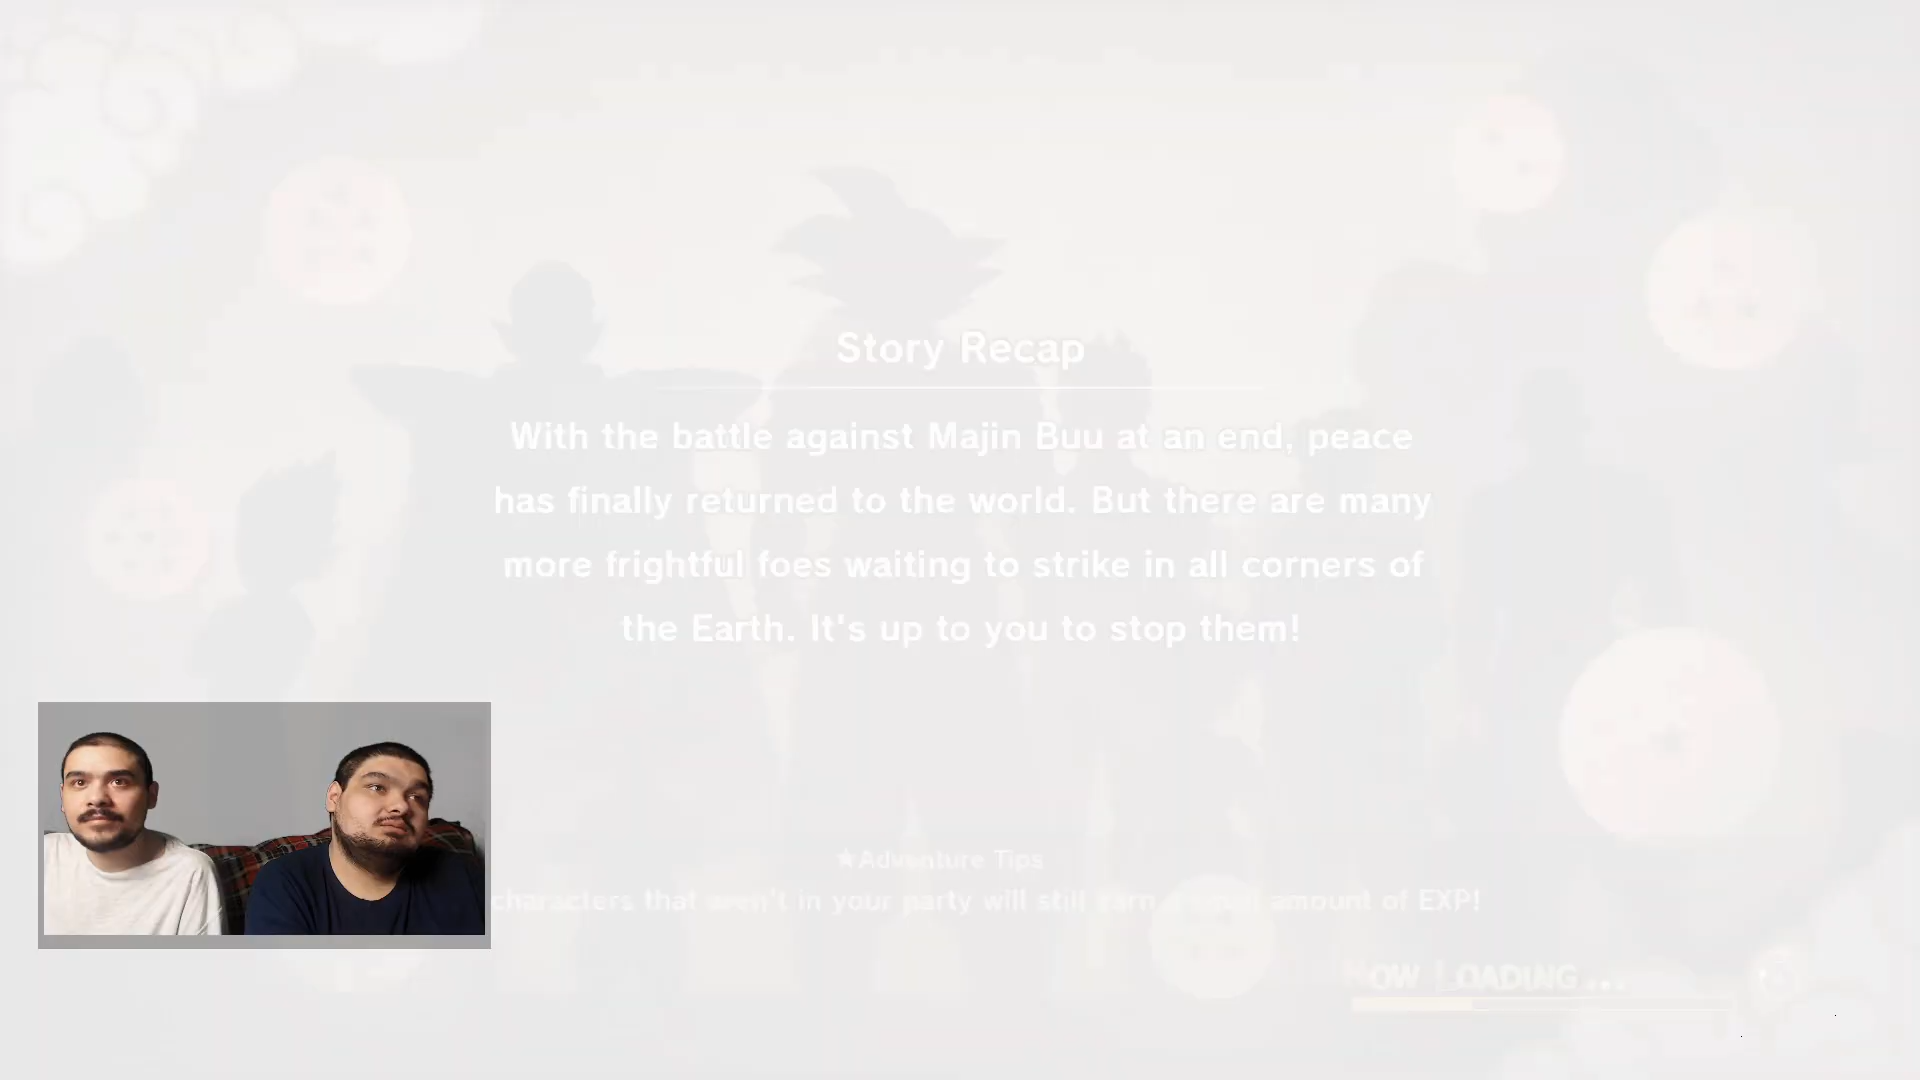 Story Recap
With the battle against Majin Buu at an end, peace
has finally returned to the world. But there are many
more frightful foes waiting to strike in all corners of
the Earth. It's up to you to stop them!
★Adventure Tips
characters that aren't in your party will still earn amount of EXP!
NOW LOADING...